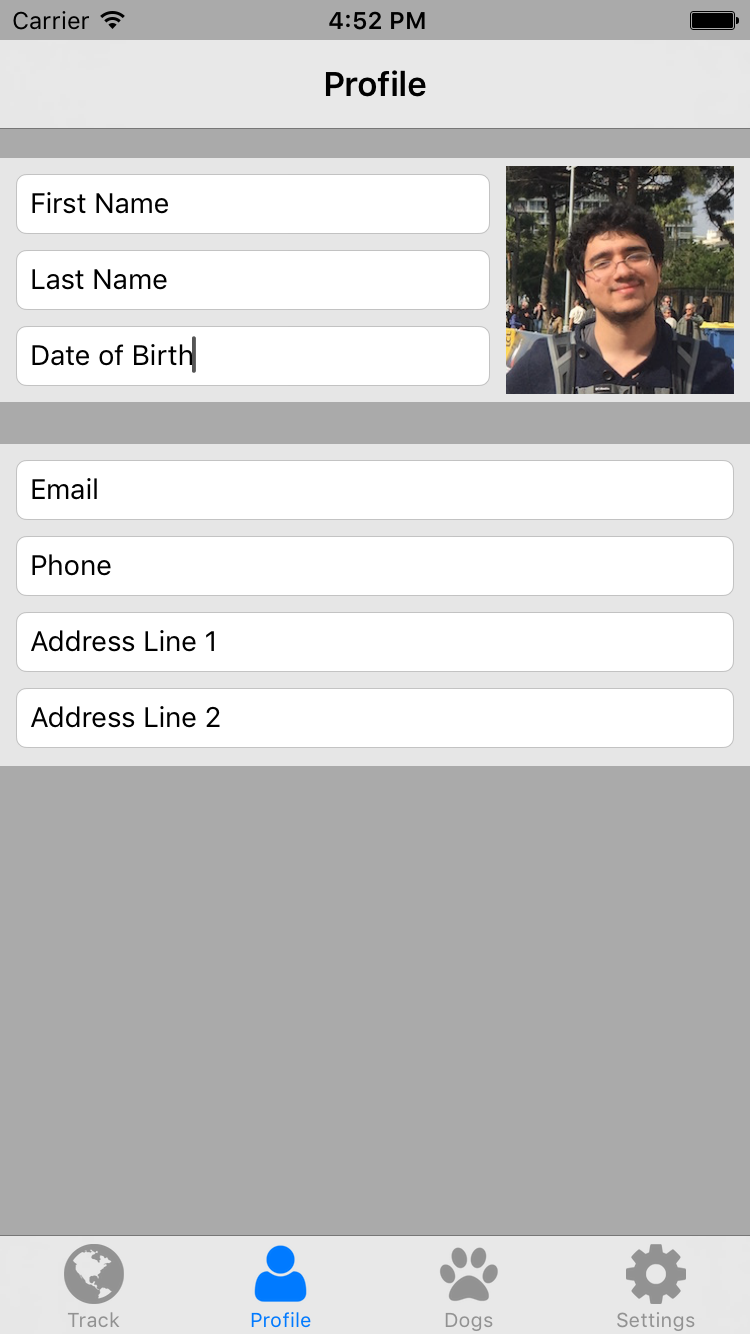 Carrier 4:52 PM
Profile
First Name
Last Name
Date of Birth
Email
Phone
Address Line 1
Address Line 2
Track Profile Dogs Settings